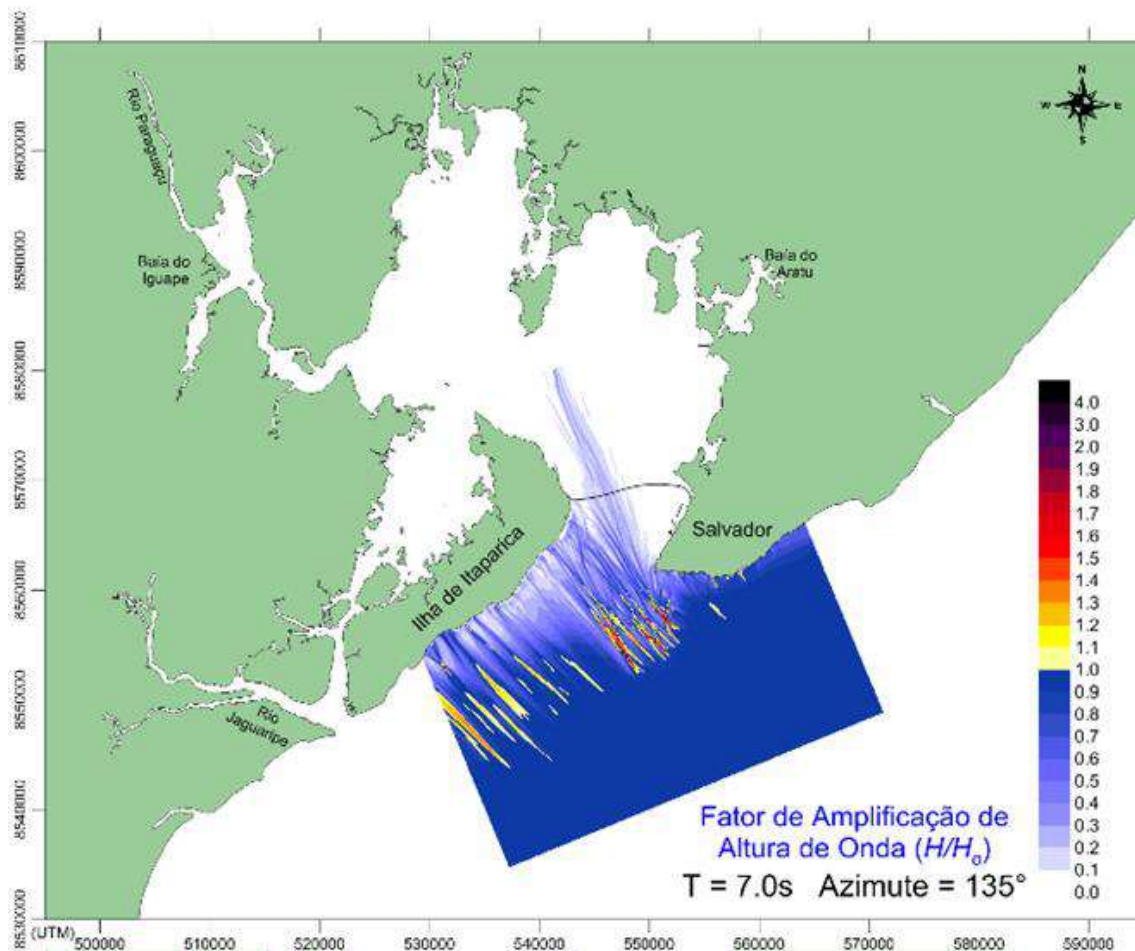 8610000
8600000
8590000
8580000
8570000
8560000
8550000
8540000
8530000
(UTM)
500000
510000
520000
530000
540000
550000
560000
570000
580000
590000
N
W
E
S
Rio Paraguaçu
Baía do
Iguape
Baía do
Aratu
Ilha de Itaparica
Salvador
Rio
Jaguaripe
4.0
3.0
2.0
1.9
1.8
1.7
1.6
1.5
1.4
1.3
1.2
1.1
1.0
0.9
0.8
0.7
0.6
0.5
0.4
0.3
0.2
0.1
0.0
Fator de Amplificação de
Altura de Onda (H/Ho)
T = 7.0s Azimute = 135°